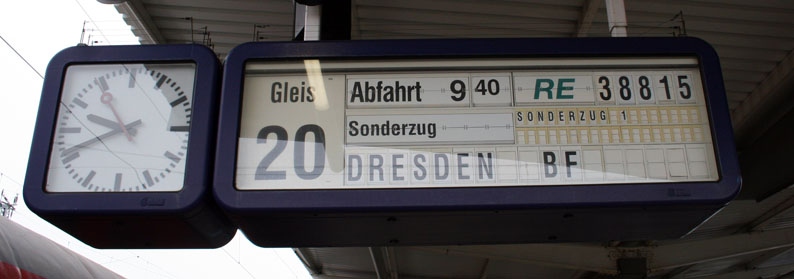 Gleis 20
Abfahrt 9 40 RE 38815
Sonderzug SONDERZUG 1
DRESDEN BF